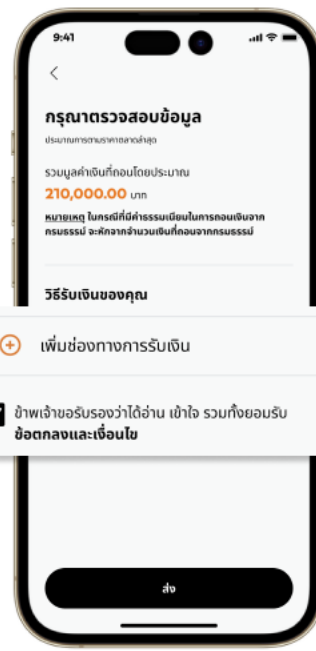 9:41
กรุณาตรวจสอบข้อมูล
ประมาณการตามราคาตลาดล่าสุด
รวมมูลค่าเงินที่ถอนโดยประมาณ
210,000.00 บาท
หมายเหตุ ในกรณีที่มีค่าธรรมเนียมในการถอนเงินจาก
กรมธรรม์ จะหักจากจำนวนเงินที่ถอนจากกรมธรรม์
วิธีรับเงินของคุณ
เพิ่มช่องทางการรับเงิน
ข้าพเจ้าขอรับรองว่าได้อ่าน เข้าใจ รวมทั้งยอมรับ
ข้อตกลงและเงื่อนไข
ส่ง